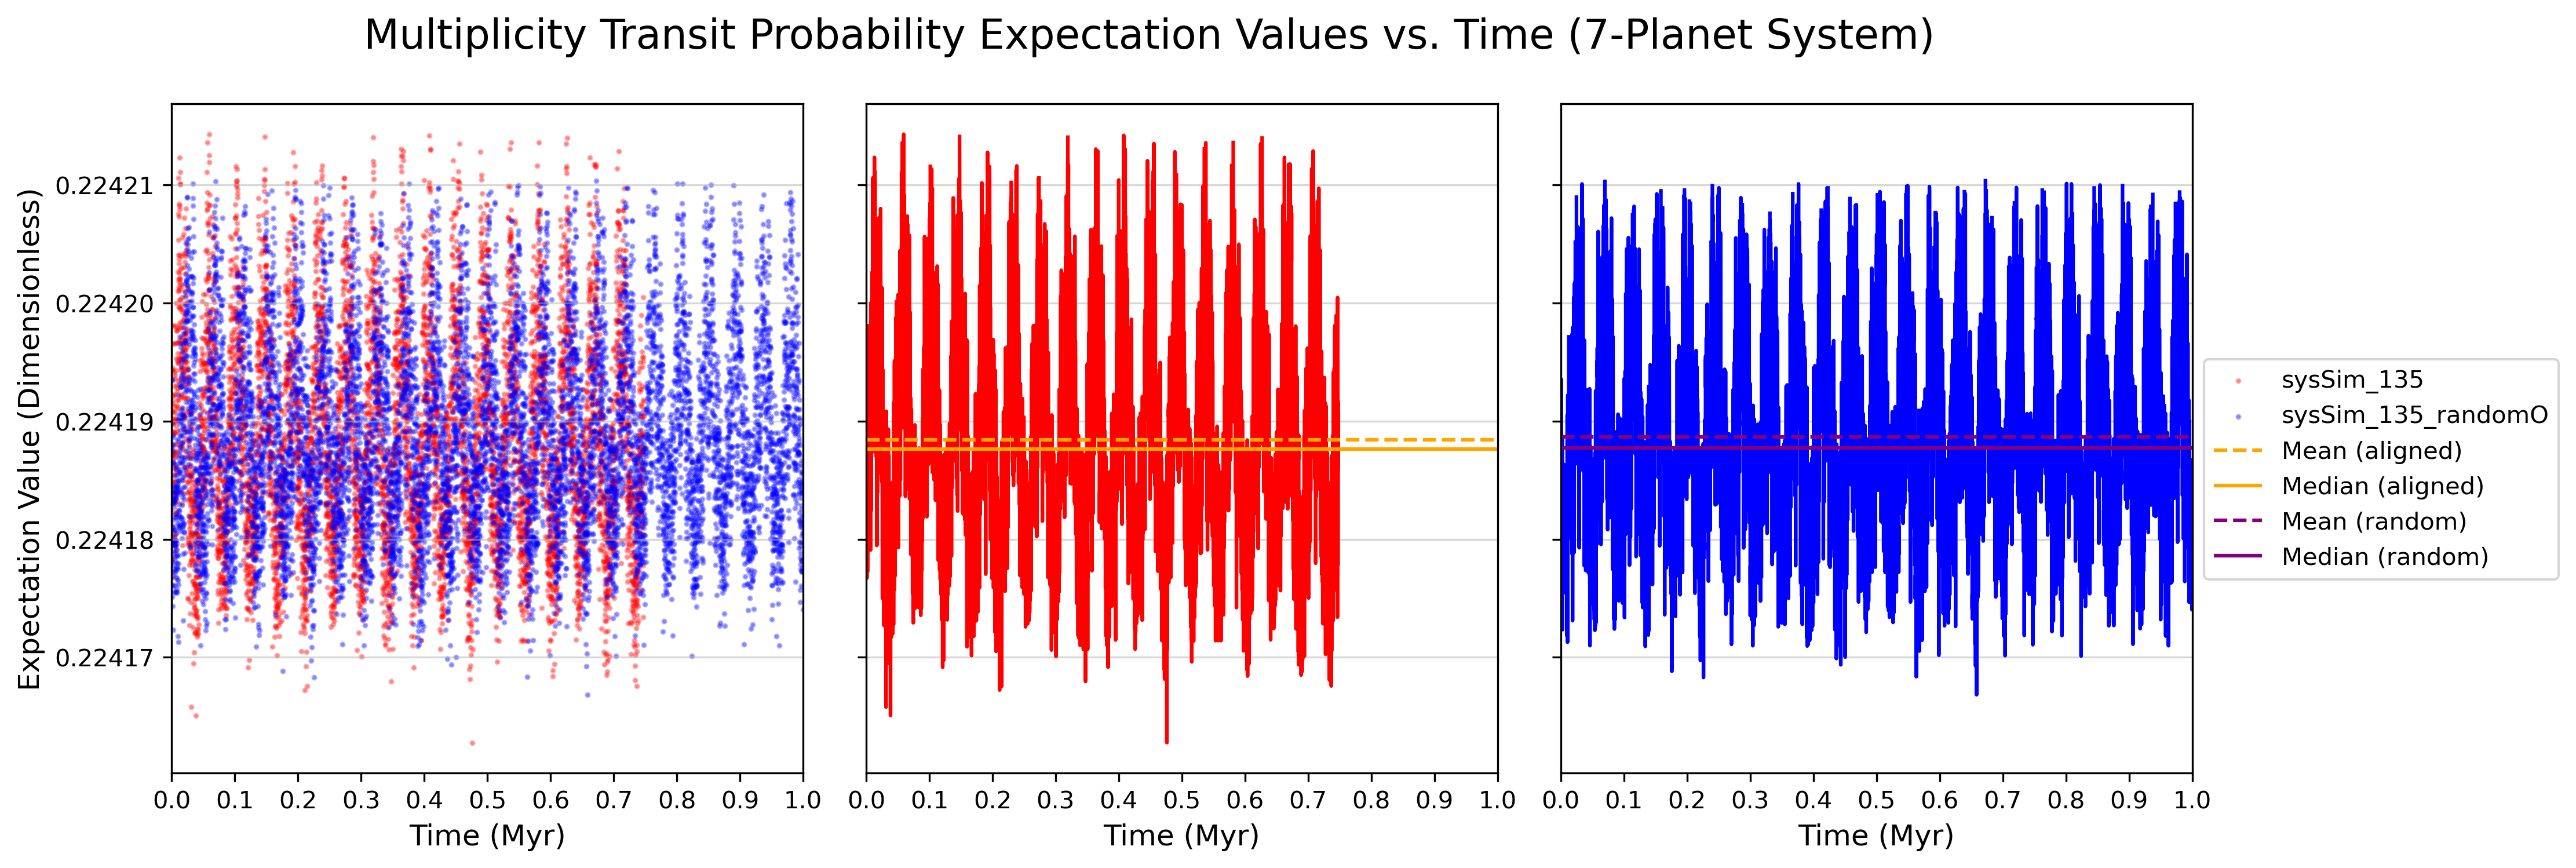 Multiplicity Transit Probability Expectation Values vs. Time (7-Planet System)
Expectation Value (Dimensionless)
0.22421
0.22420
0.22419
0.22418
0.22417
0.0 0.1 0.2 0.3 0.4 0.5 0.6 0.7 0.8 0.9 1.0
Time (Myr)
0.0 0.1 0.2 0.3 0.4 0.5 0.6 0.7 0.8 0.9 1.0
Time (Myr)
0.0 0.1 0.2 0.3 0.4 0.5 0.6 0.7 0.8 0.9 1.0
Time (Myr)
sysSim_135
sysSim_135_randomO
Mean (aligned)
Median (aligned)
Mean (random)
Median (random)